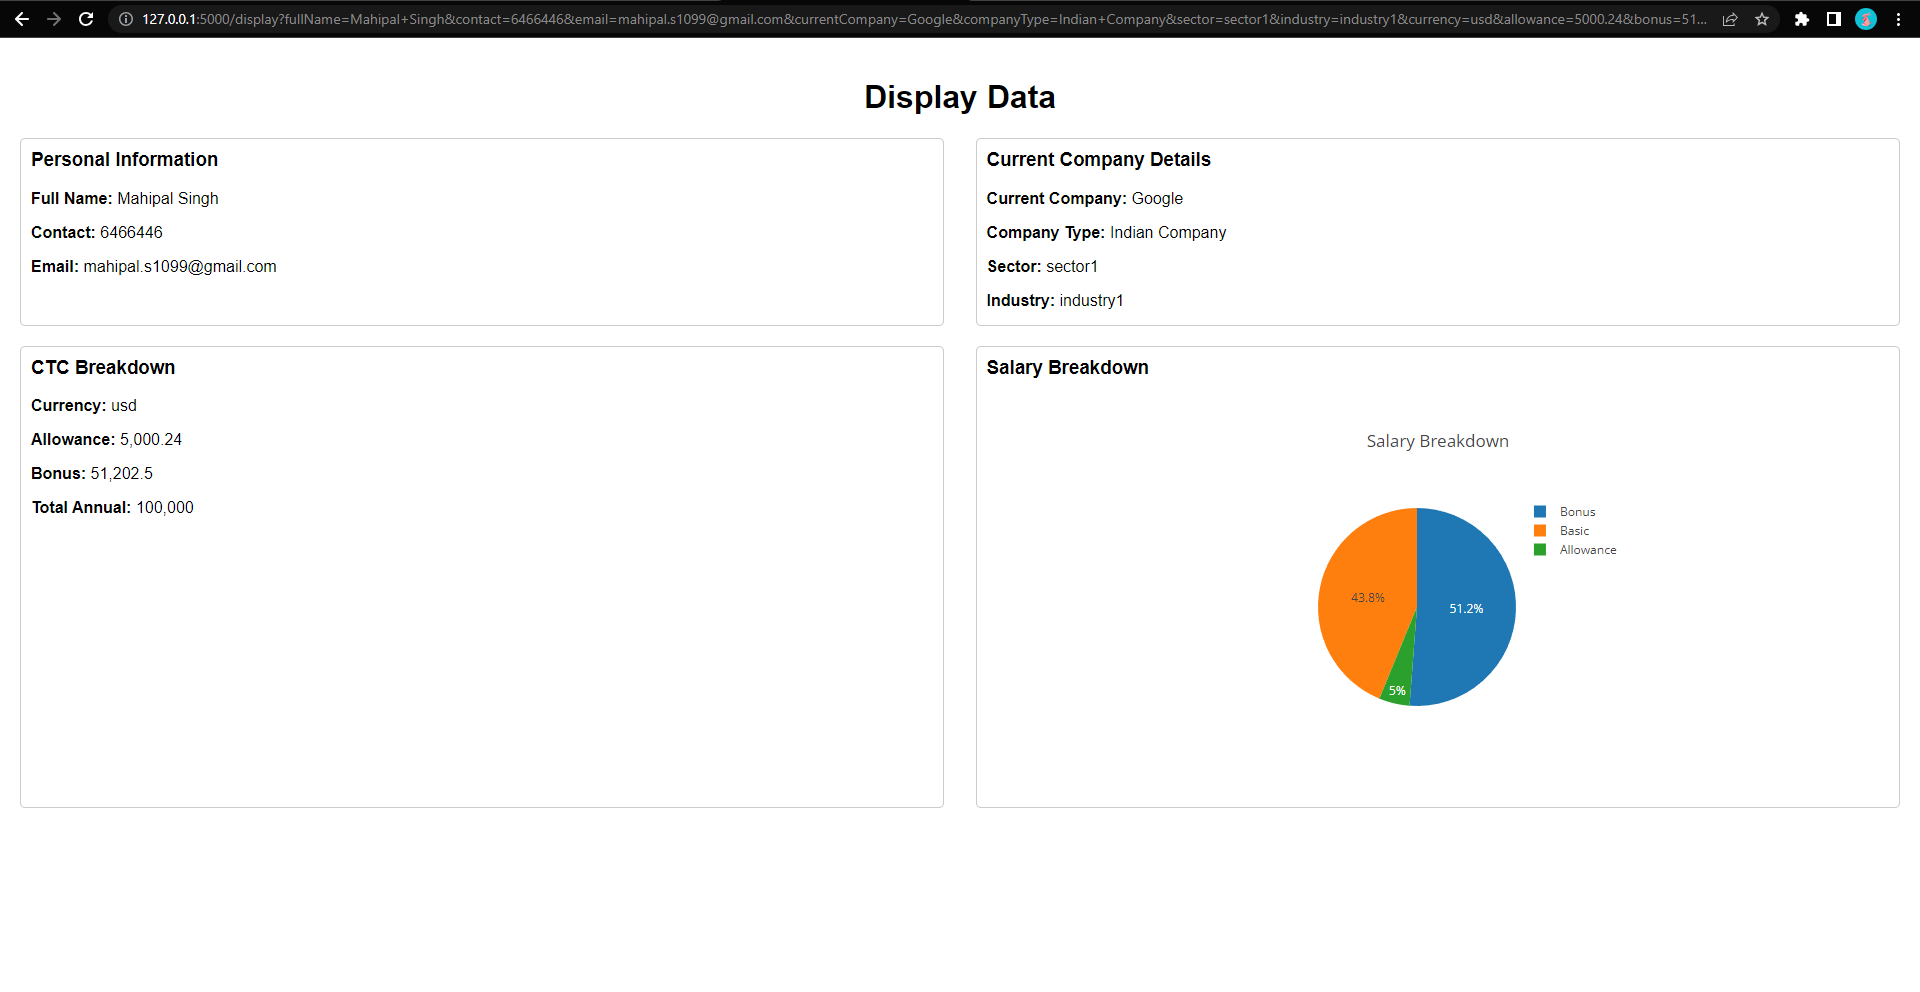 127.0.0.1:5000/display?fullName=Mahipal+Singh&contact=6466446&email=mahipal.s1099@gmail.com&currentCompany=Google&companyType=Indian+Company&sector=sector1&industry=industry1&currency=usd&allowance=5000.24&bonus=51...
Display Data
Personal Information
Full Name: Mahipal Singh
Contact: 6466446
Email: mahipal.s1099@gmail.com
Current Company Details
Current Company: Google
Company Type: Indian Company
Sector: sector1
Industry: industry1
CTC Breakdown
Currency: usd
Allowance: 5,000.24
Bonus: 51,202.5
Total Annual: 100,000
Salary Breakdown
Salary Breakdown
Bonus
Basic
Allowance
43.8%
51.2%
5%